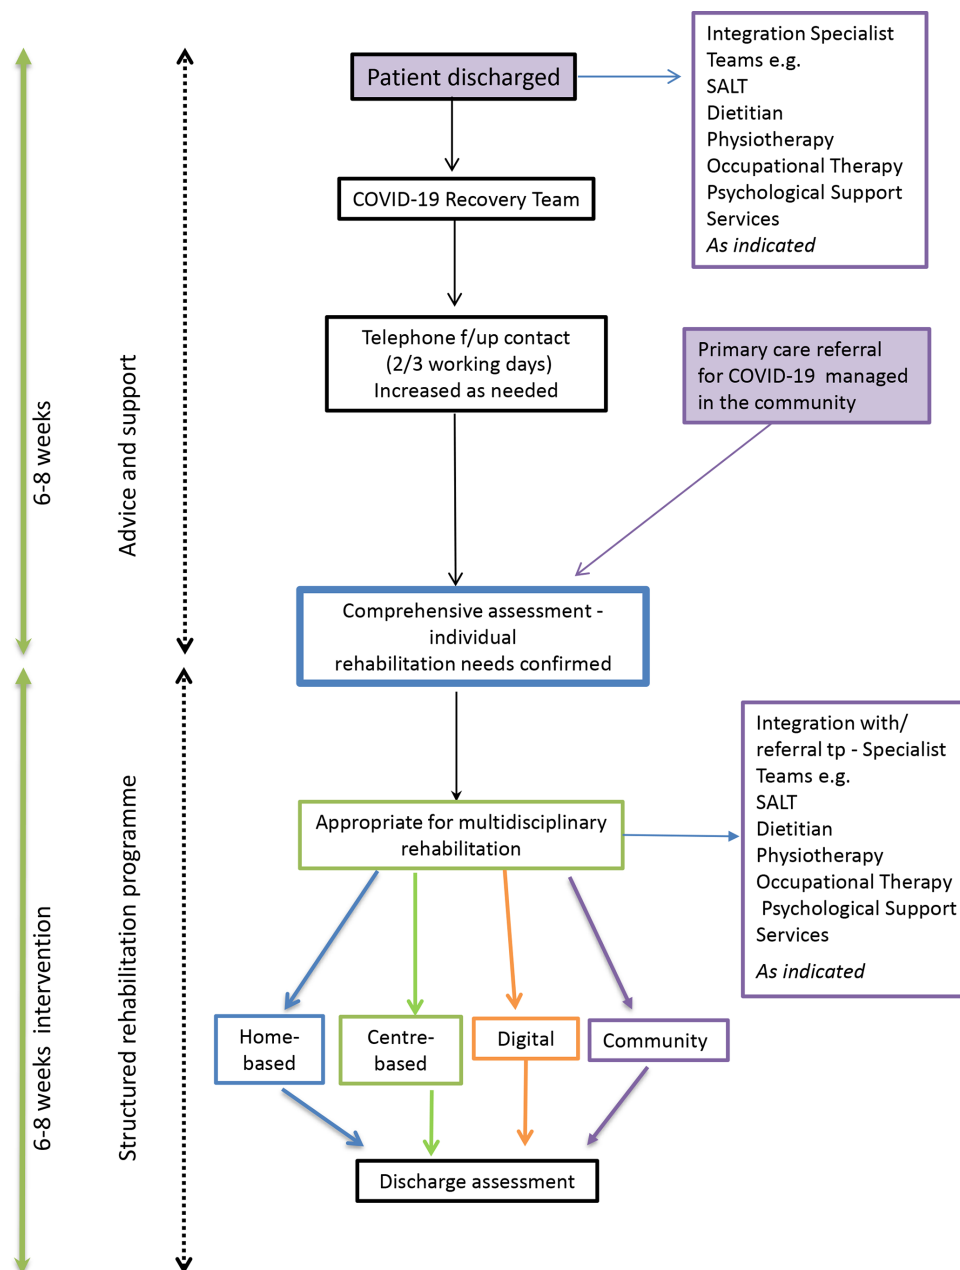 Patient discharged
Integration Specialist
Teams e.g.
SALT
Dietitian
Physiotherapy
Occupational Therapy
Psychological Support
Services
As indicated
COVID-19 Recovery Team
Telephone f/up contact
(2/3 working days)
Increased as needed
Primary care referral
for COVID-19 managed
in the community
6-8 weeks
Advice and support
Comprehensive assessment -
individual
rehabilitation needs confirmed
Integration with/
referral tp - Specialist
Teams e.g.
SALT
Dietitian
Physiotherapy
Occupational Therapy
Psychological Support
Services
As indicated
Appropriate for multidisciplinary
rehabilitation
6-8 weeks intervention
Structured rehabilitation programme
Home-
based
Centre-
based
Digital
Community
Discharge assessment